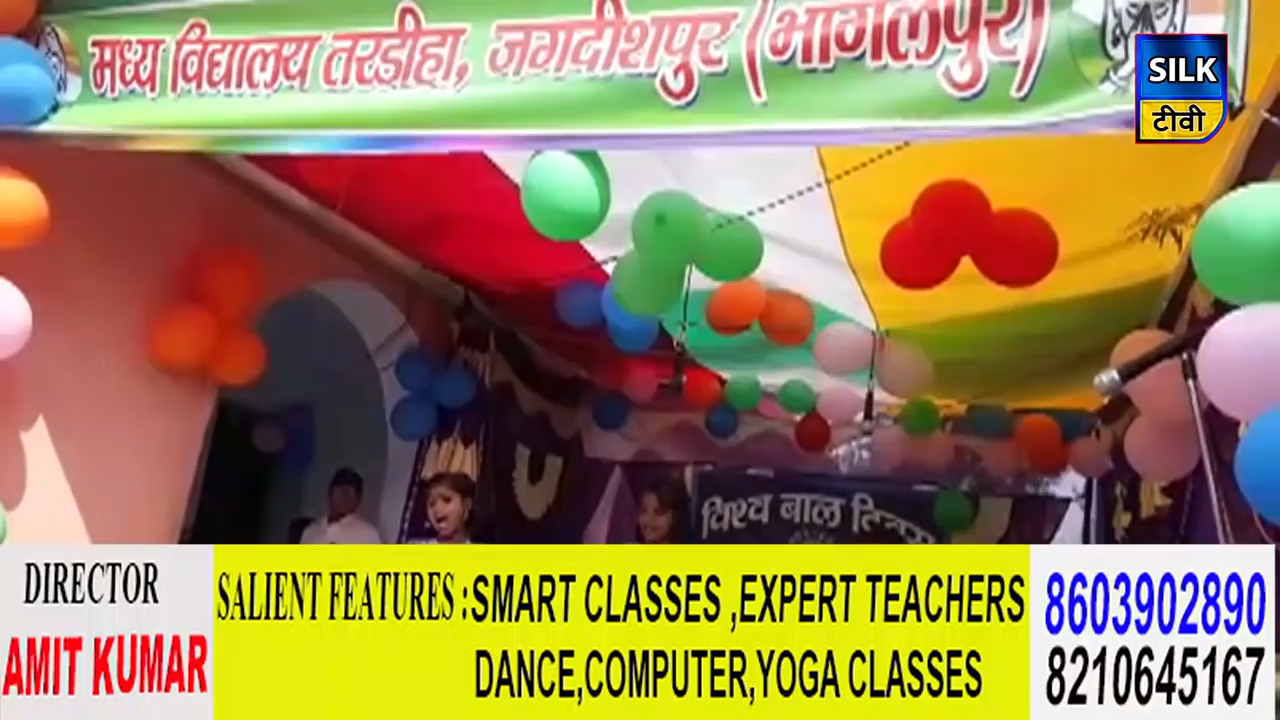 मध्य विद्यालय तरडीहा, जगदीशपुर (भागलपुर)
SILK
टीवी
विश्व बाल दिवस
DIRECTOR
AMIT KUMAR
SALIENT FEATURES : SMART CLASSES ,EXPERT TEACHERS
DANCE,COMPUTER,YOGA CLASSES
8603902890
8210645167